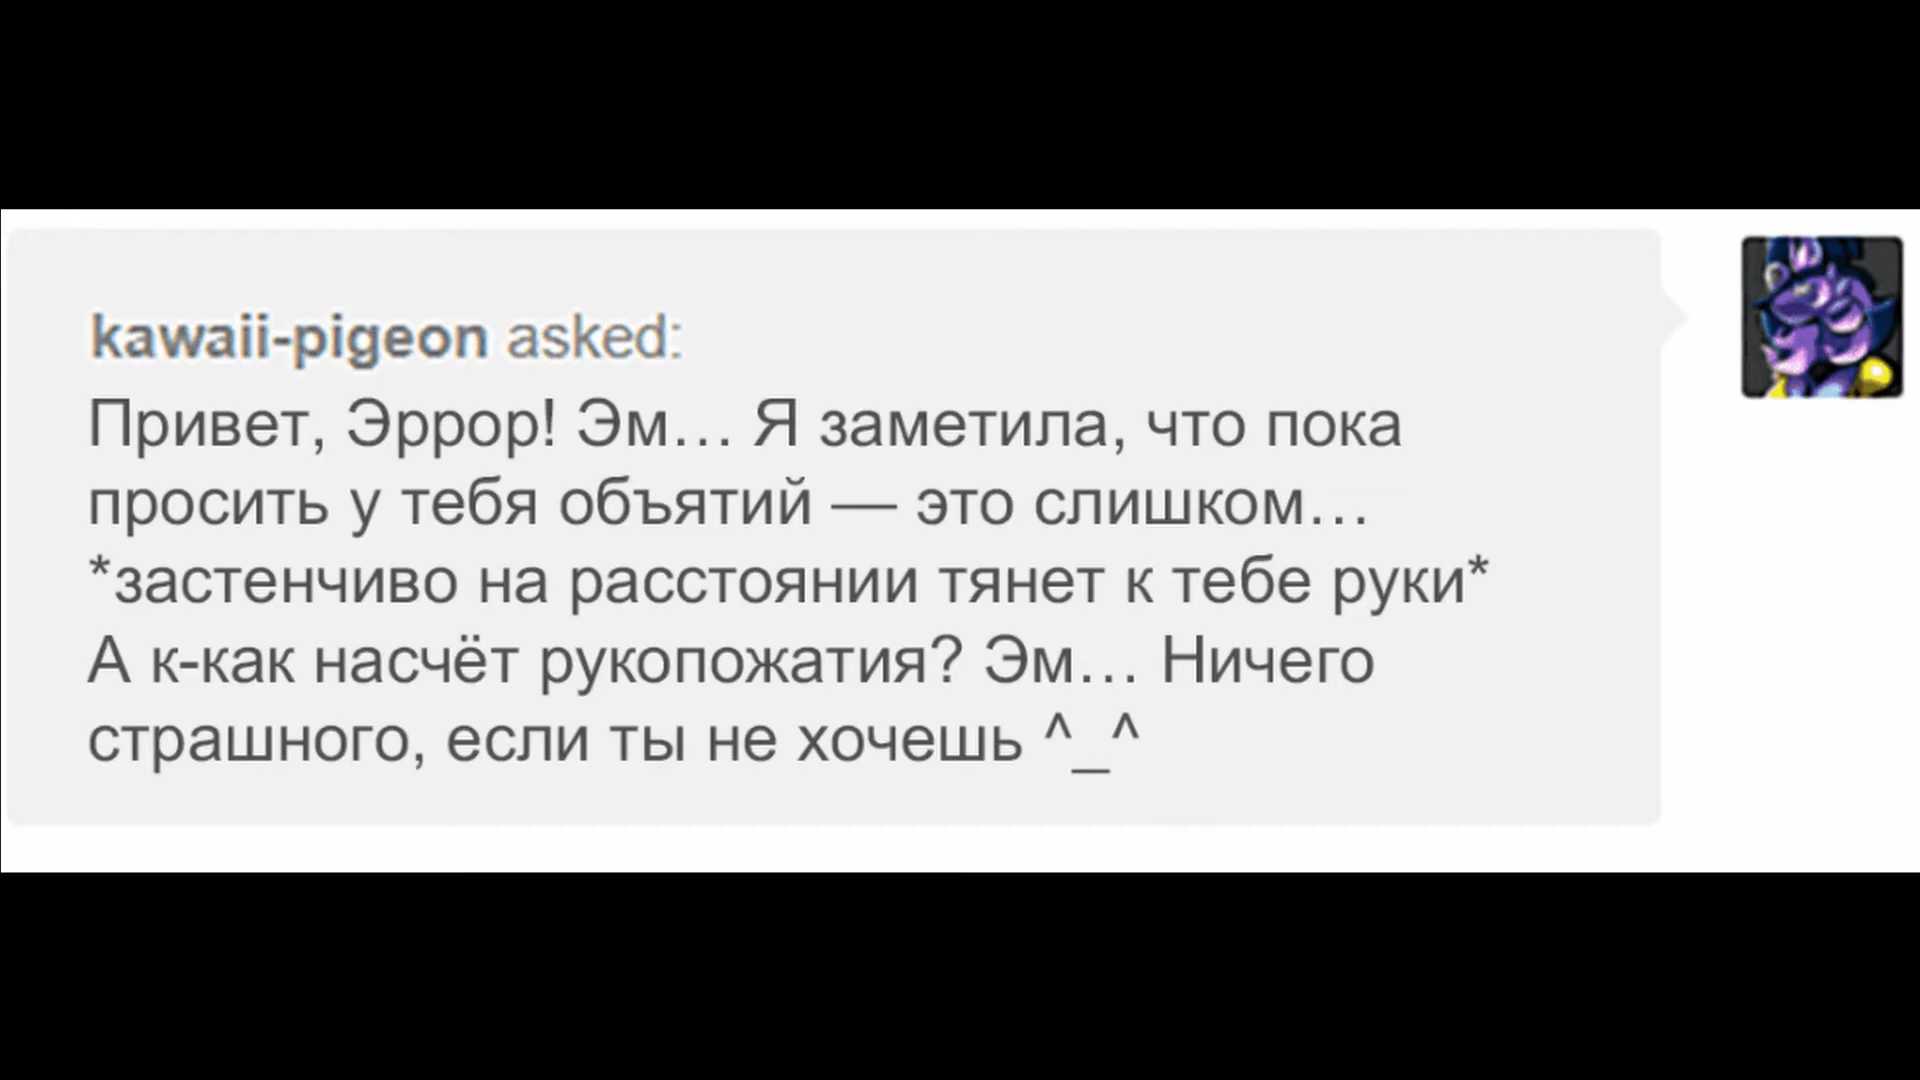 kawaii-pigeon asked:
Привет, Эррор! Эм... Я заметила, что пока
просить у тебя объятий — это слишком...
*застенчиво на расстоянии тянет к тебе руки*
А к-как насчёт рукопожатия? Эм... Ничего
страшного, если ты не хочешь ^_^